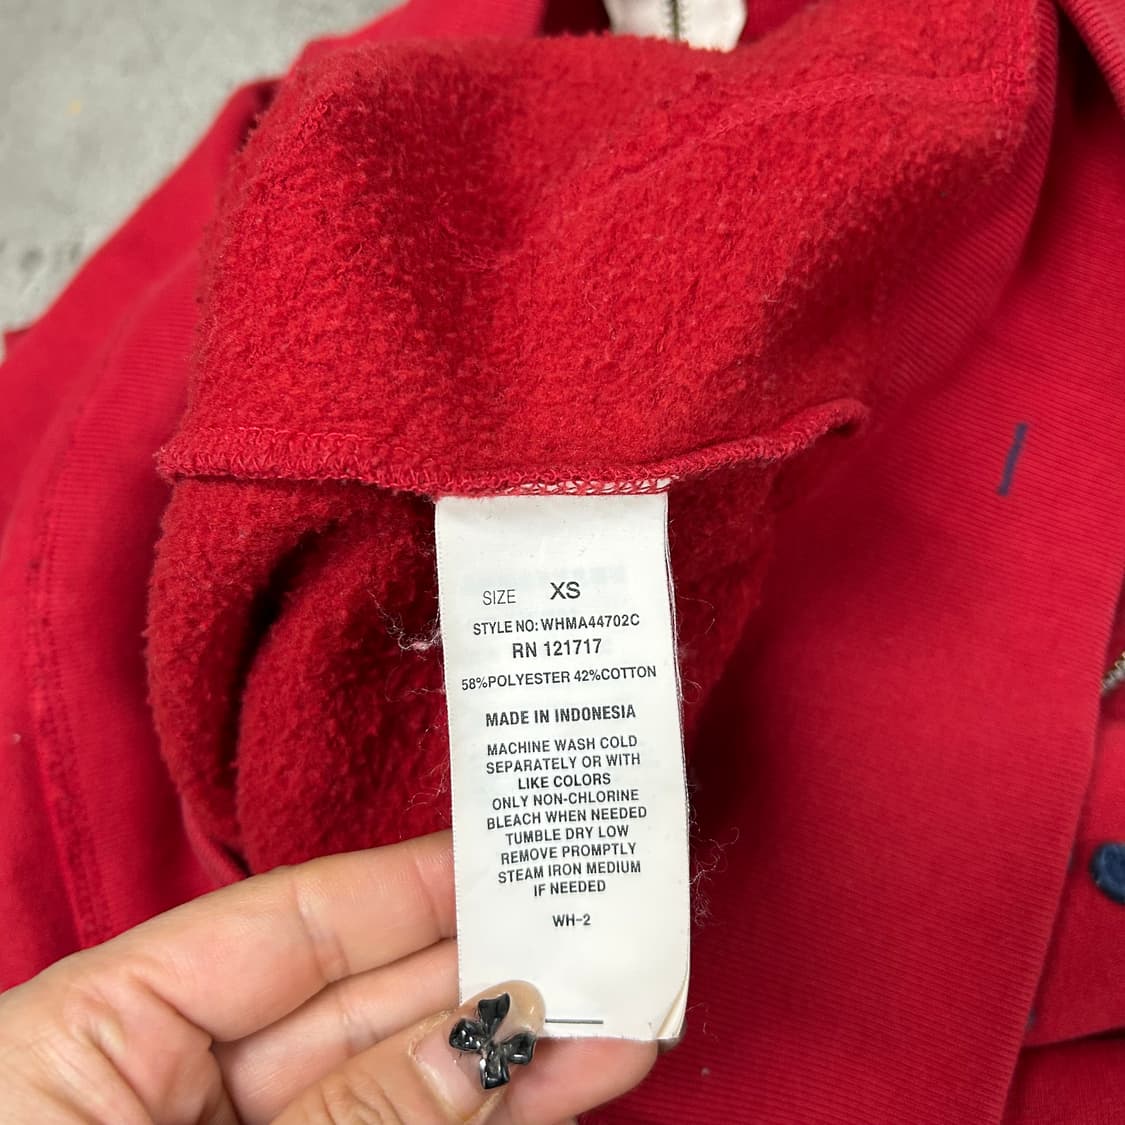 SIZE XS
STYLE NO: WHMA44702C
RN 121717
58%POLYESTER 42%COTTON
MADE IN INDONESIA
MACHINE WASH COLD
SEPARATELY OR WITH
LIKE COLORS
ONLY NON-CHLORINE
BLEACH WHEN NEEDED
TUMBLE DRY LOW
REMOVE PROMPTLY
STEAM IRON MEDIUM
IF NEEDED
WH-2